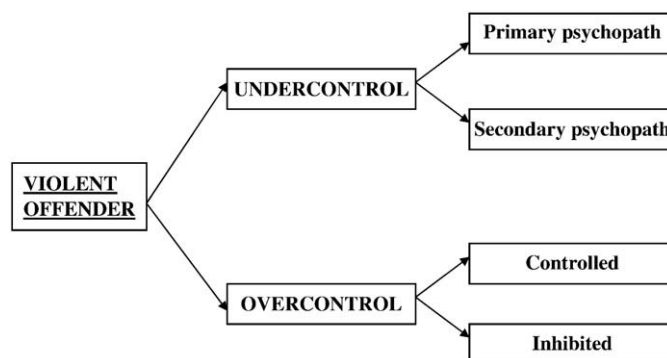 Primary psychopath
UNDERCONTROL
Secondary psychopath
VIOLENT
OFFENDER
Controlled
OVERCONTROL
Inhibited